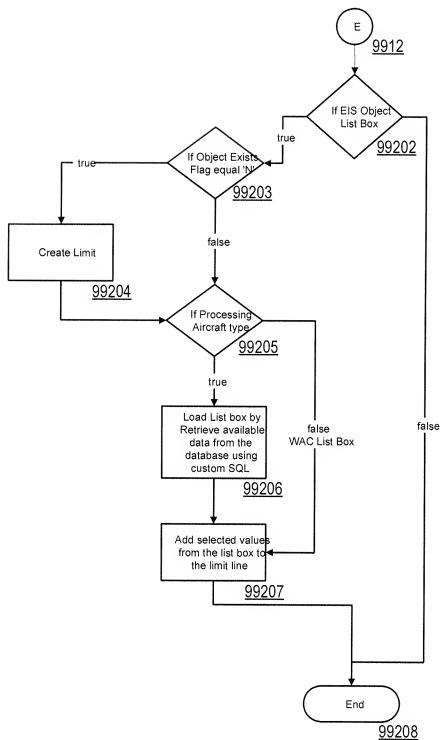 E
9912
If EIS Object
List Box
99202
true
If Object Exists
Flag equal 'N'
99203
true
false
Create Limit
99204
If Processing
Aircraft type
99205
true
Load List box by
Retrieve available
data from the
database using
custom SQL
99206
false
WAC List Box
false
Add selected values
from the list box to
the limit line
99207
End
99208